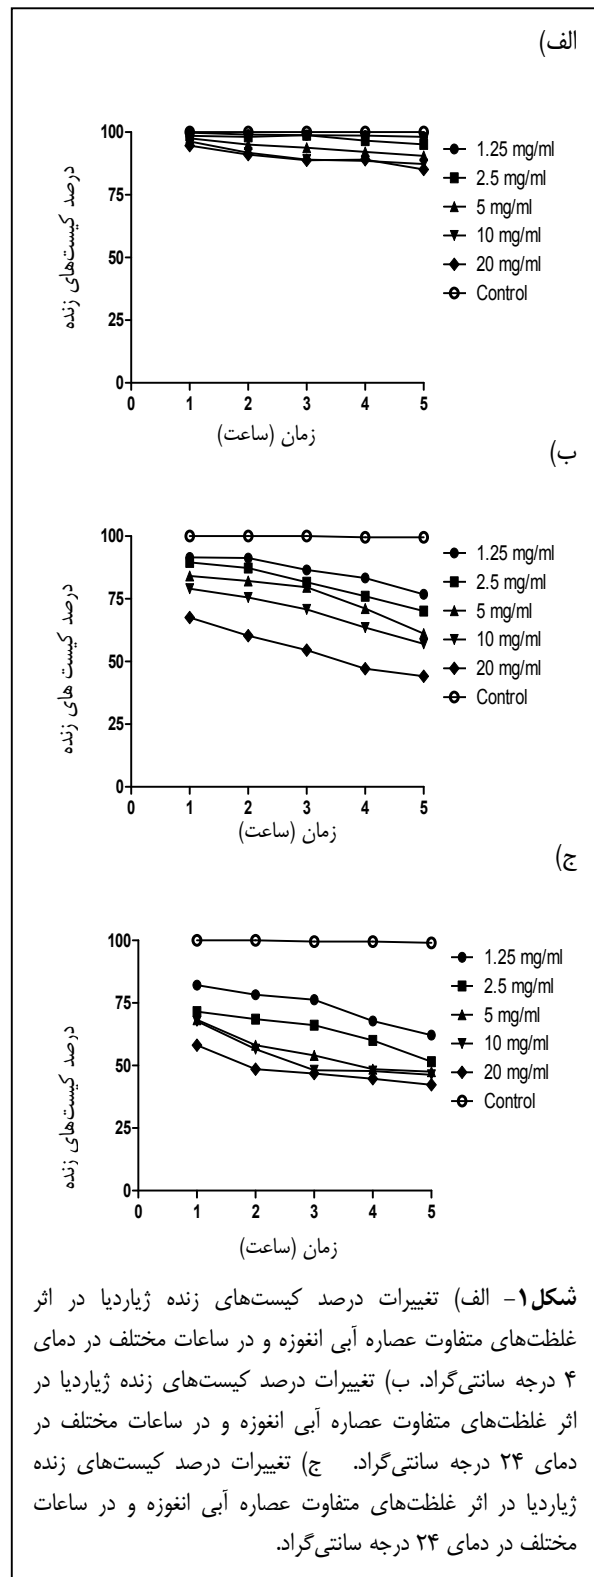 الف)
درصد کیست‌های زنده
100
75
50
25
0
0 1 2 3 4 5
زمان (ساعت)
1.25 mg/ml
2.5 mg/ml
5 mg/ml
10 mg/ml
20 mg/ml
Control
ب)
درصد کیست های زنده
100
75
50
25
0
0 1 2 3 4 5
زمان (ساعت)
1.25 mg/ml
2.5 mg/ml
5 mg/ml
10 mg/ml
20 mg/ml
Control
ج)
درصد کیست‌های زنده
100
75
50
25
0
0 1 2 3 4 5
زمان (ساعت)
1.25 mg/ml
2.5 mg/ml
5 mg/ml
10 mg/ml
20 mg/ml
Control
شکل۱- الف) تغییرات درصد کیست‌های زنده ژیاردیا در اثر
غلظت‌های متفاوت عصاره آبی انغوزه و در ساعات مختلف در دمای
۴ درجه سانتی‌گراد. ب) تغییرات درصد کیست‌های زنده ژیاردیا در
اثر غلظت‌های متفاوت عصاره آبی انغوزه و در ساعات مختلف در
دمای ۲۴ درجه سانتی‌گراد. ج) تغییرات درصد کیست‌های زنده
ژیاردیا در اثر غلظت‌های متفاوت عصاره آبی انغوزه و در ساعات
مختلف در دمای ۲۴ درجه سانتی‌گراد.